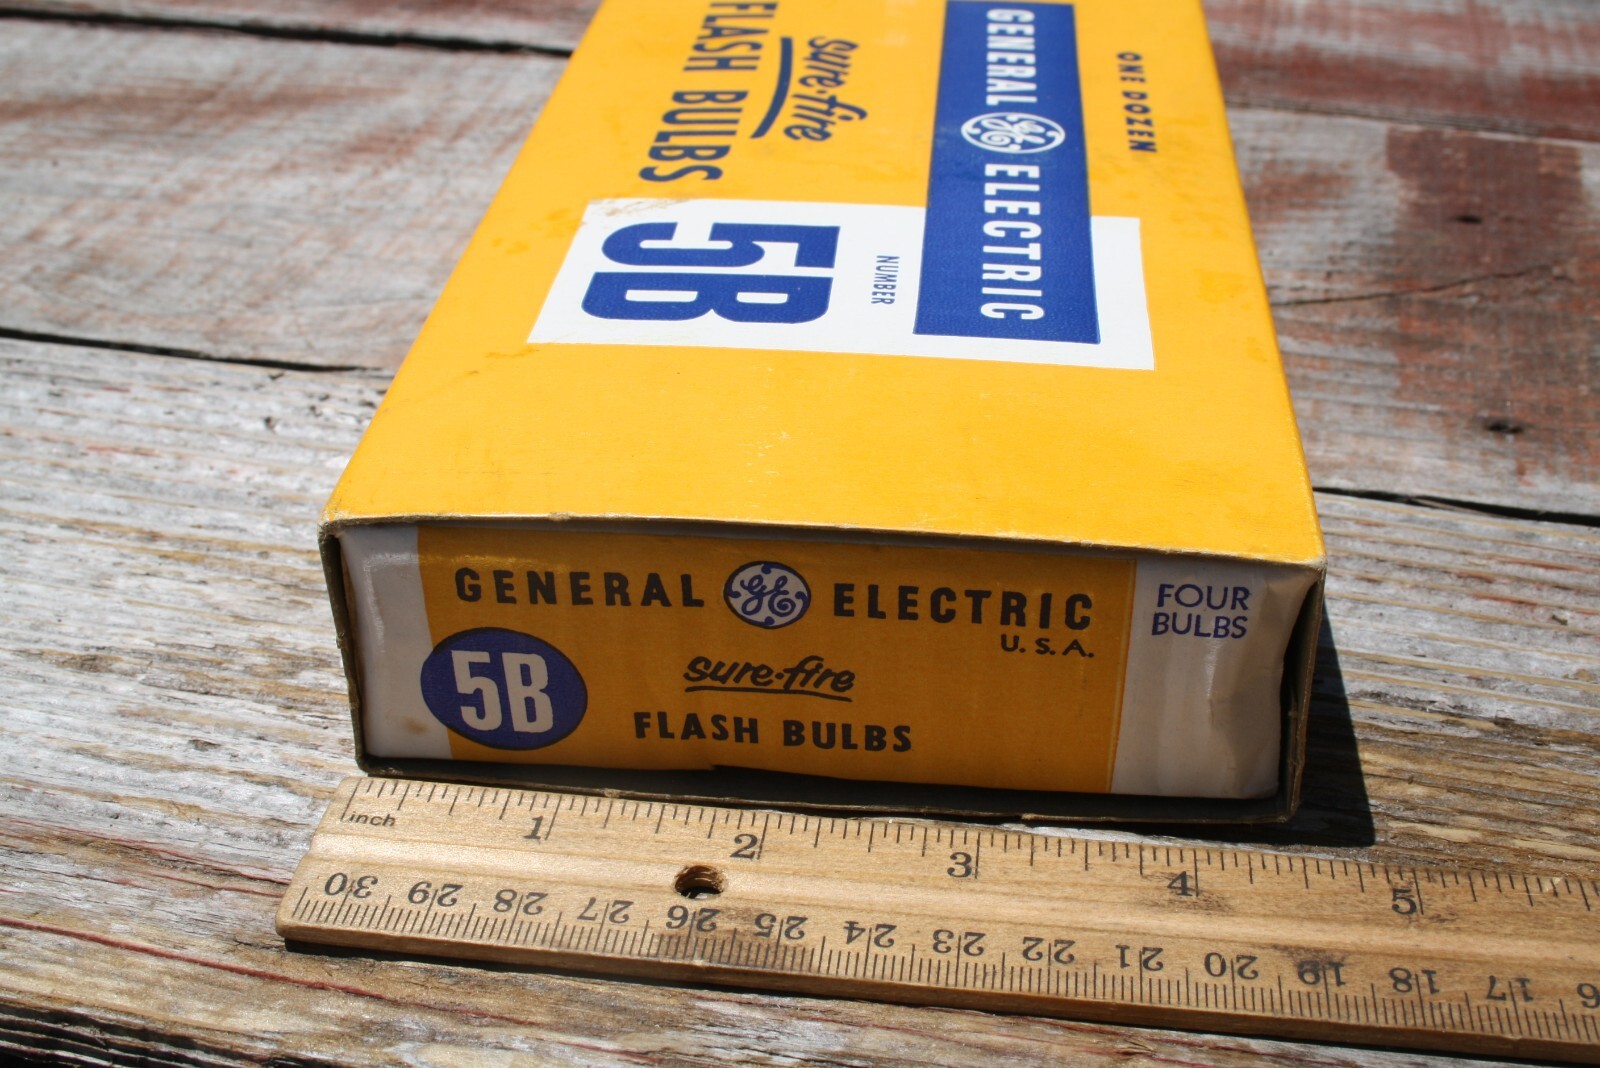 ONE DOZEN
GENERAL GE ELECTRIC
sure-fire
FLASH BULBS
NUMBER
5B
GENERAL GE ELECTRIC
U.S.A.
FOUR
BULBS
5B
sure-fire
FLASH BULBS
inch
1 2 3 4 5
30 29 28 27 26 25 24 23 22 21 20 19 18 17